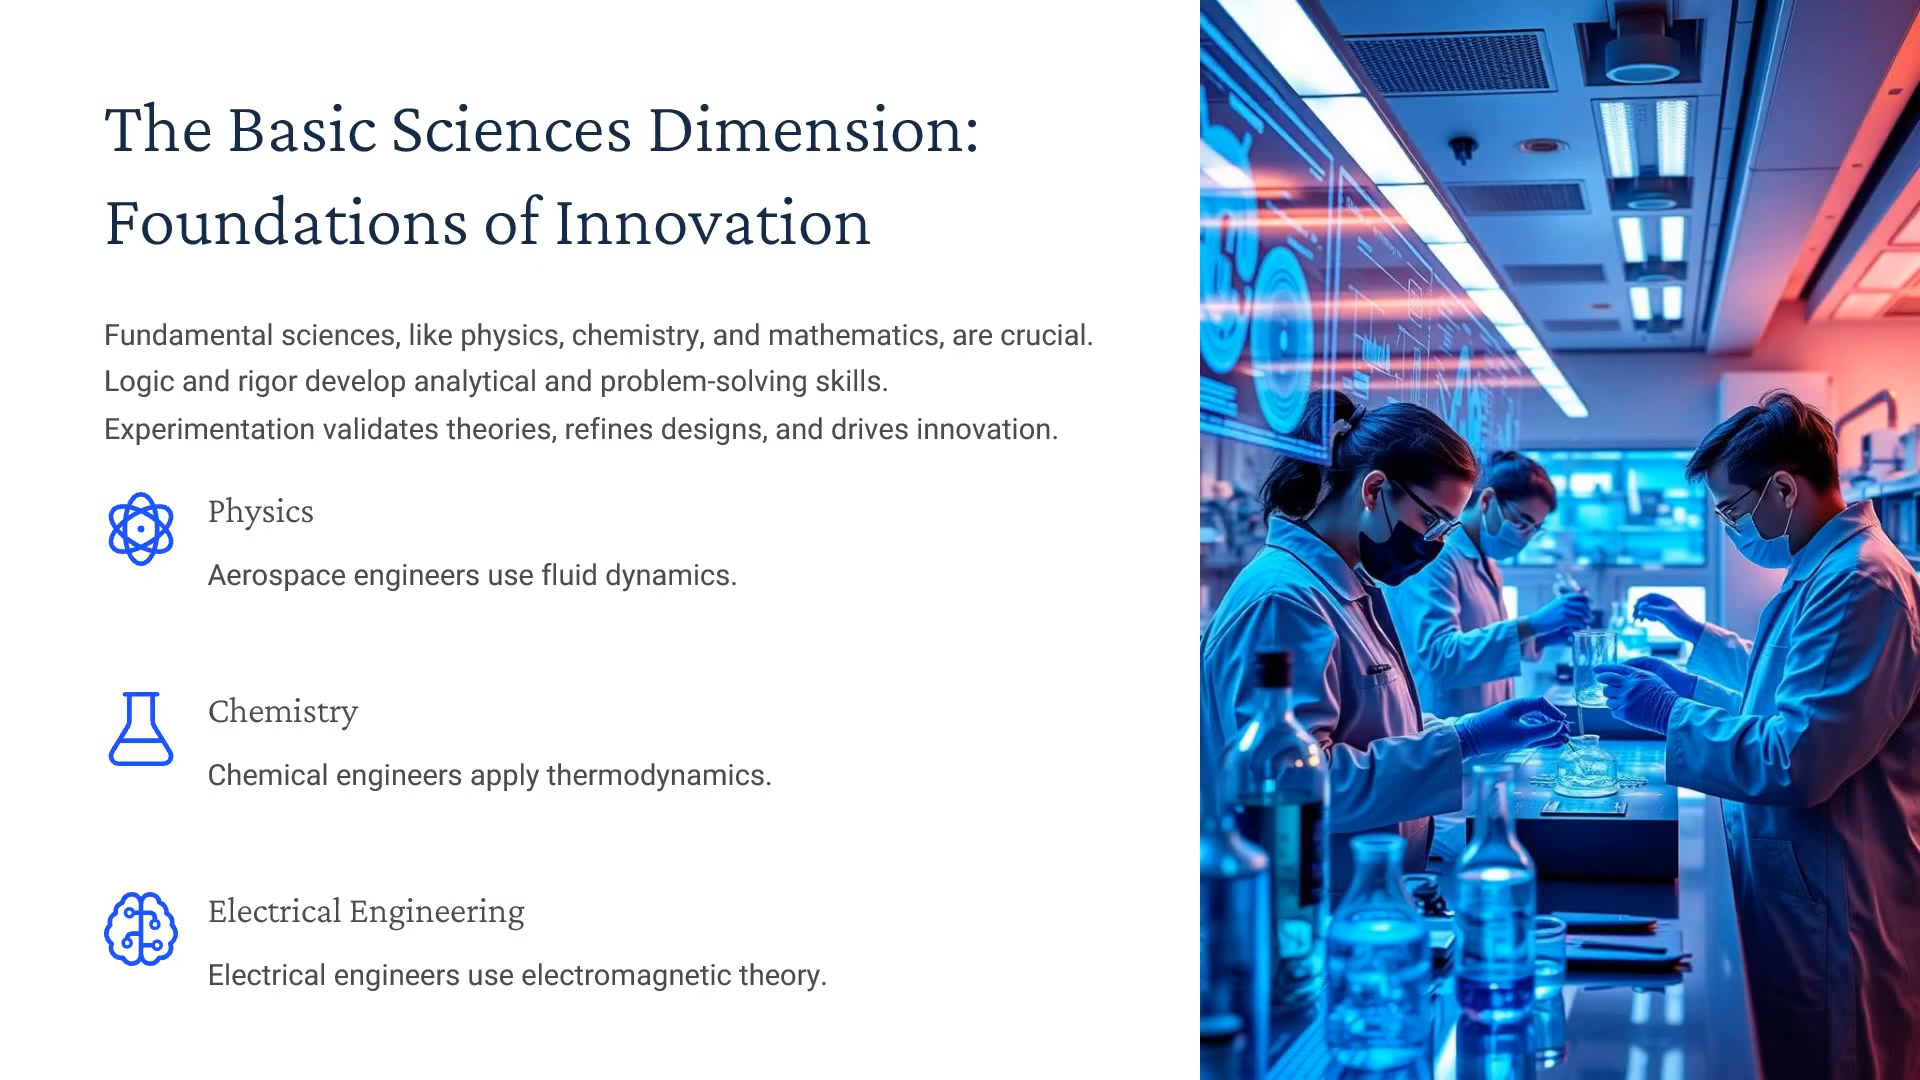 The Basic Sciences Dimension:
Foundations of Innovation
Fundamental sciences, like physics, chemistry, and mathematics, are crucial.
Logic and rigor develop analytical and problem-solving skills.
Experimentation validates theories, refines designs, and drives innovation.
Physics
Aerospace engineers use fluid dynamics.
Chemistry
Chemical engineers apply thermodynamics.
Electrical Engineering
Electrical engineers use electromagnetic theory.